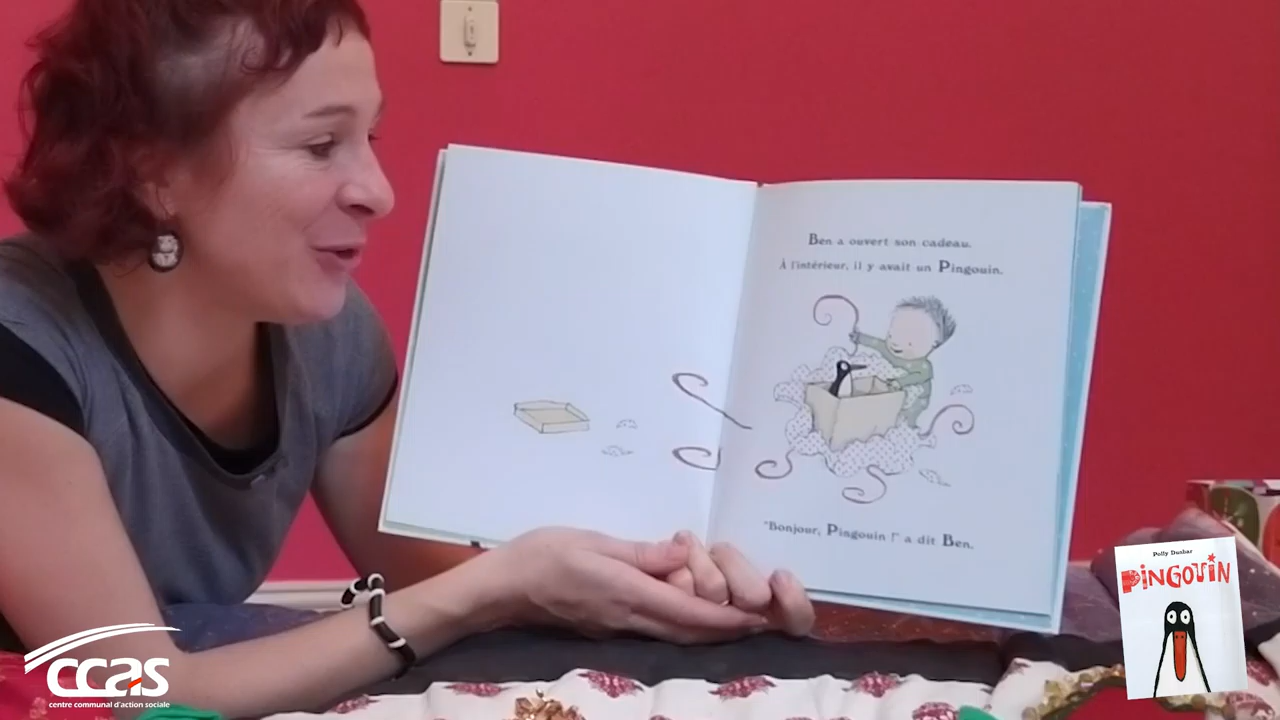 Ben a ouvert son cadeau.
À l'intérieur, il y avait un Pingouin.
"Bonjour, Pingouin !" a dit Ben.
Polly Dunbar
PiNGOUiN
ccas
centre communal d'action sociale